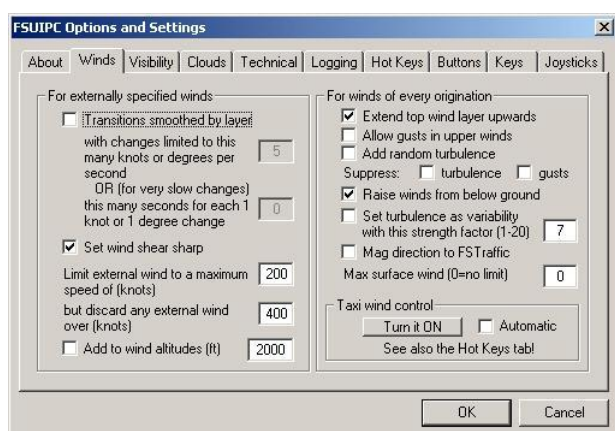 FSUIPC Options and Settings
About Winds Visibility Clouds Technical Logging Hot Keys Buttons Keys Joysticks
For externally specified winds
Transitions smoothed by layer
with changes limited to this
many knots or degrees per
second
5
OR (for very slow changes)
this many seconds for each 1
knot or 1 degree change
0
Set wind shear sharp
Limit external wind to a maximum
speed of (knots)
200
but discard any external wind
over (knots)
400
Add to wind altitudes (ft) 2000
For winds of every origination
Extend top wind layer upwards
Allow gusts in upper winds
Add random turbulence
Suppress: turbulence gusts
Raise winds from below ground
Set turbulence as variability
with this strength factor (1-20) 7
Mag direction to FSTraffic
Max surface wind (0=no limit) 0
Taxi wind control
Turn it ON Automatic
See also the Hot Keys tab!
OK Cancel